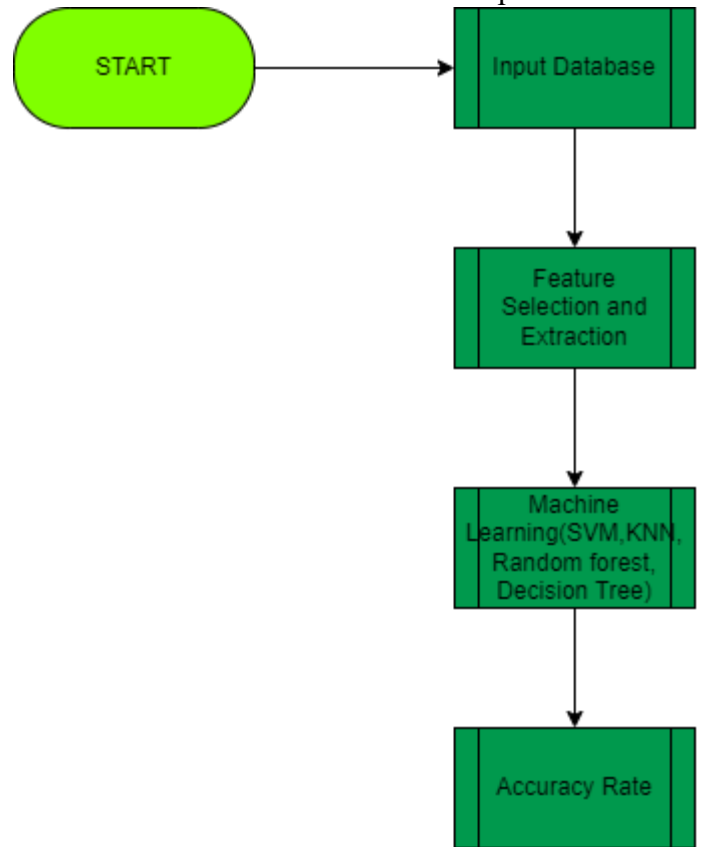 START
Input Database
Feature
Selection and
Extraction
Machine
Learning(SVM,KNN,
Random forest,
Decision Tree)
Accuracy Rate